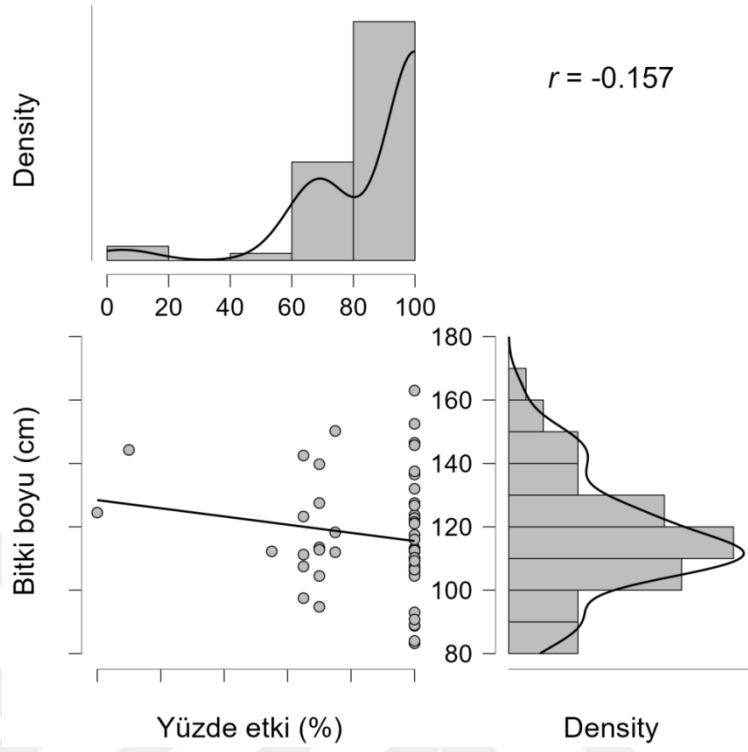 Density
r = -0.157
0 20 40 60 80 100
180
160
140
120
100
80
Bitki boyu (cm)
Yüzde etki (%)
Density